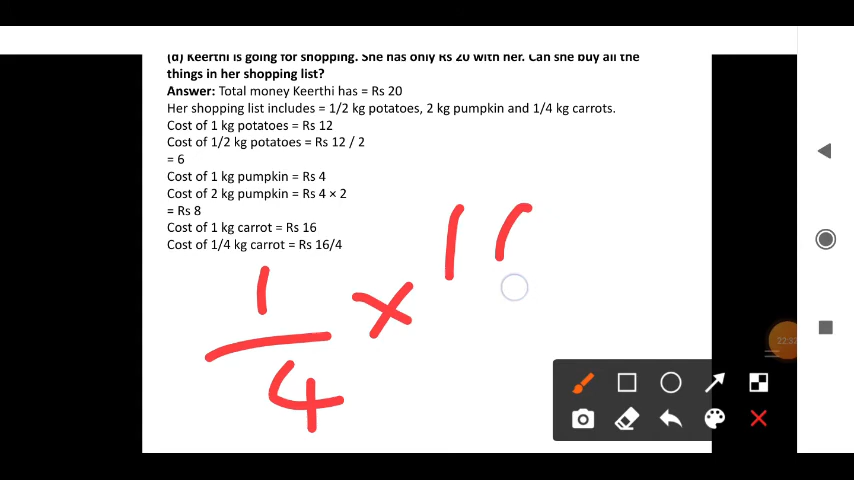 (d) Keerthi is going for shopping. She has only Rs 20 with her. Can she buy all the
things in her shopping list?
Answer: Total money Keerthi has = Rs 20
Her shopping list includes = 1/2 kg potatoes, 2 kg pumpkin and 1/4 kg carrots.
Cost of 1 kg potatoes = Rs 12
Cost of 1/2 kg potatoes = Rs 12 / 2
= 6
Cost of 1 kg pumpkin = Rs 4
Cost of 2 kg pumpkin = Rs 4 × 2
= Rs 8
Cost of 1 kg carrot = Rs 16
Cost of 1/4 kg carrot = Rs 16/4
1
4
×
1